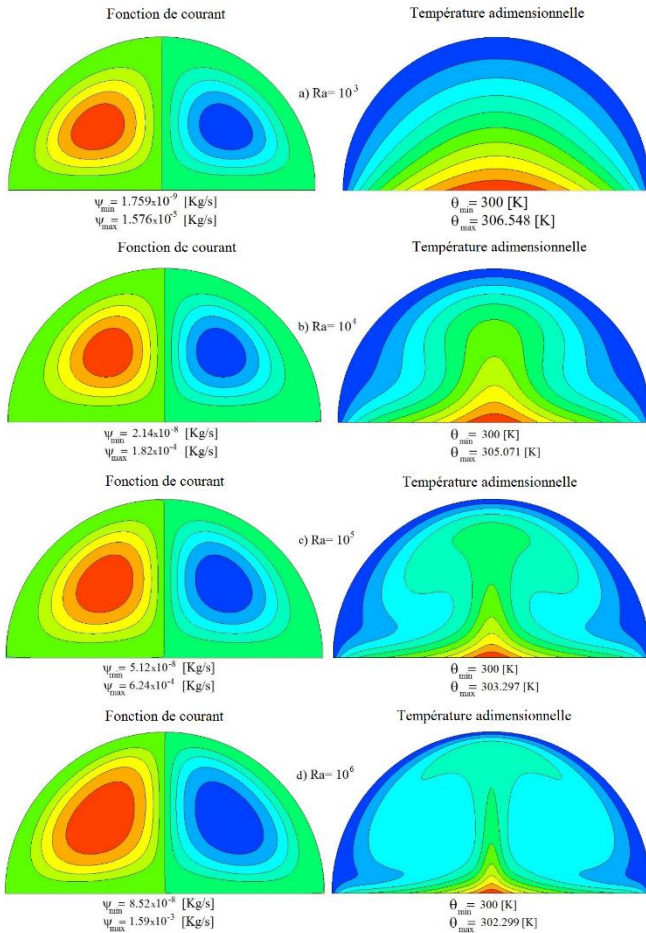 Fonction de courant Température adimensionnelle
a) Ra= 10³
ψmin= 1.759x10⁻⁹ [Kg/s] θmin= 300 [K]
ψmax= 1.576x10⁻⁵ [Kg/s] θmax= 306.548 [K]
Fonction de courant Température adimensionnelle
b) Ra= 10⁴
ψmin= 2.14x10⁻⁸ [Kg/s] θmin= 300 [K]
ψmax= 1.82x10⁻⁴ [Kg/s] θmax= 305.071 [K]
Fonction de courant Température adimensionnelle
c) Ra= 10⁵
ψmin= 5.12x10⁻⁸ [Kg/s] θmin= 300 [K]
ψmax= 6.24x10⁻⁴ [Kg/s] θmax= 303.297 [K]
Fonction de courant Température adimensionnelle
d) Ra= 10⁶
ψmin= 8.52x10⁻⁸ [Kg/s] θmin= 300 [K]
ψmax= 1.59x10⁻³ [Kg/s] θmax= 302.299 [K]